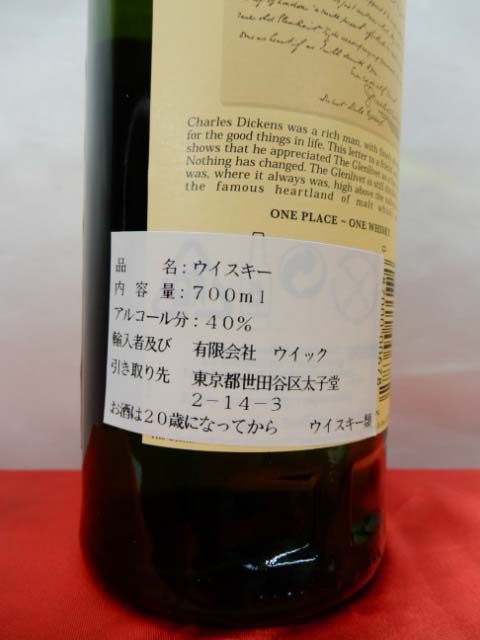 Charles Dickens was a rich man, with
for the good things in life. This letter to a
shows that he appreciated The Glenlivet
Nothing has changed. The Glenlivet is still
was, where it always was, high above the
the famous heartland of malt
ONE PLACE ~ ONE WHISKY
品　名：ウイスキー
内容量：700ml
アルコール分：40%
輸入者及び　有限会社　ウイック
引き取り先　東京都世田谷区太子堂
2-14-3
お酒は20歳になってから　ウイスキー類